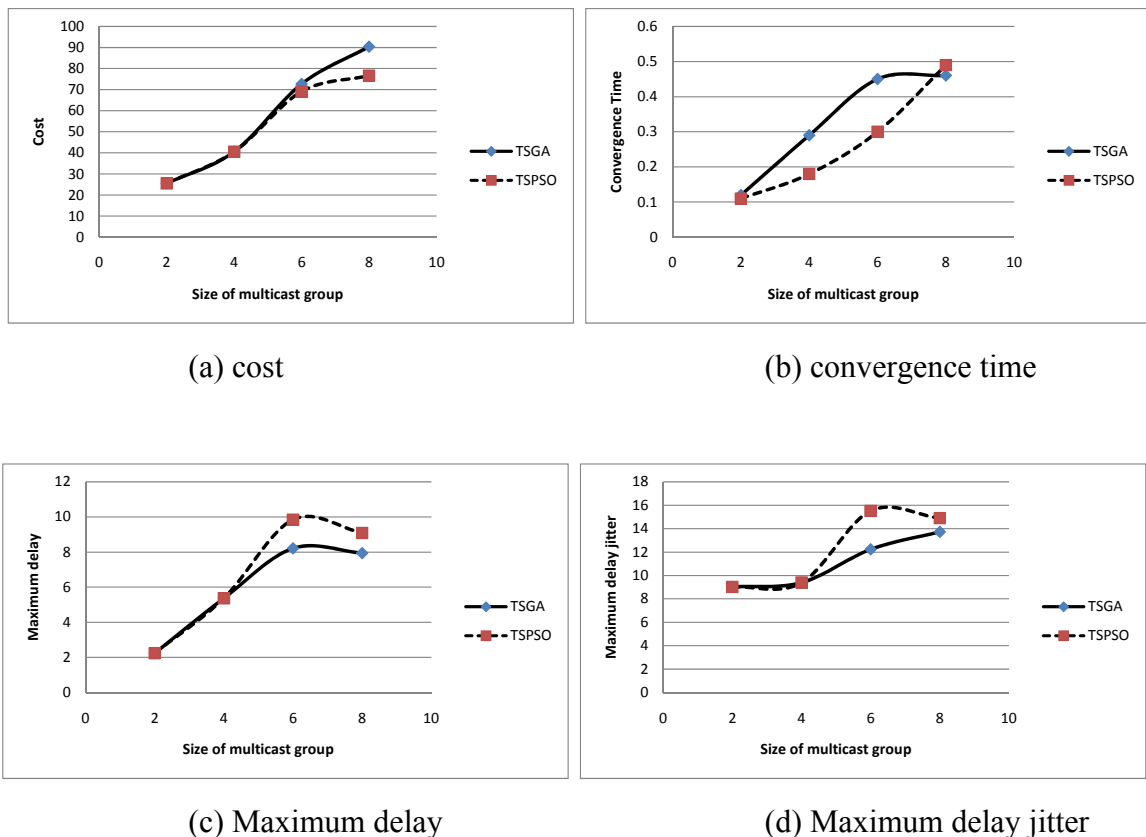 100
90
80
70
60
50
40
30
20
10
0
Cost
0 2 4 6 8 10
Size of multicast group
TSGA
TSPSO
(a) cost
0.6
0.5
0.4
0.3
0.2
0.1
0
Convergence Time
0 2 4 6 8 10
Size of multicast group
TSGA
TSPSO
(b) convergence time
12
10
8
6
4
2
0
Maximum delay
0 2 4 6 8 10
Size of multicast group
TSGA
TSPSO
(c) Maximum delay
18
16
14
12
10
8
6
4
2
0
Maximum delay jitter
0 2 4 6 8 10
Size of multicast group
TSGA
TSPSO
(d) Maximum delay jitter